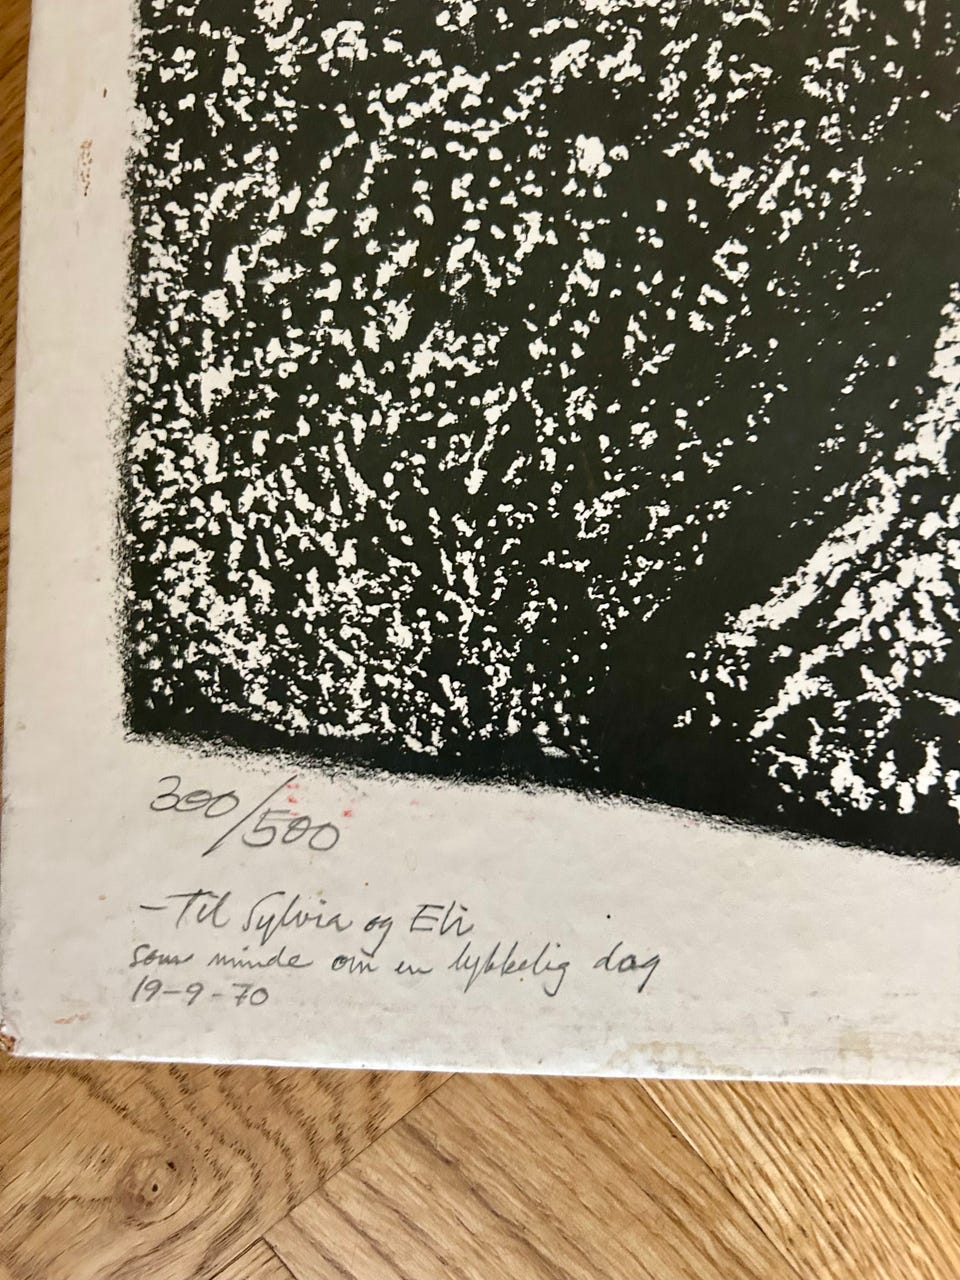 300/500
-Til Sylvia og Eli
som minde om en lykkelig dag
19-9-70